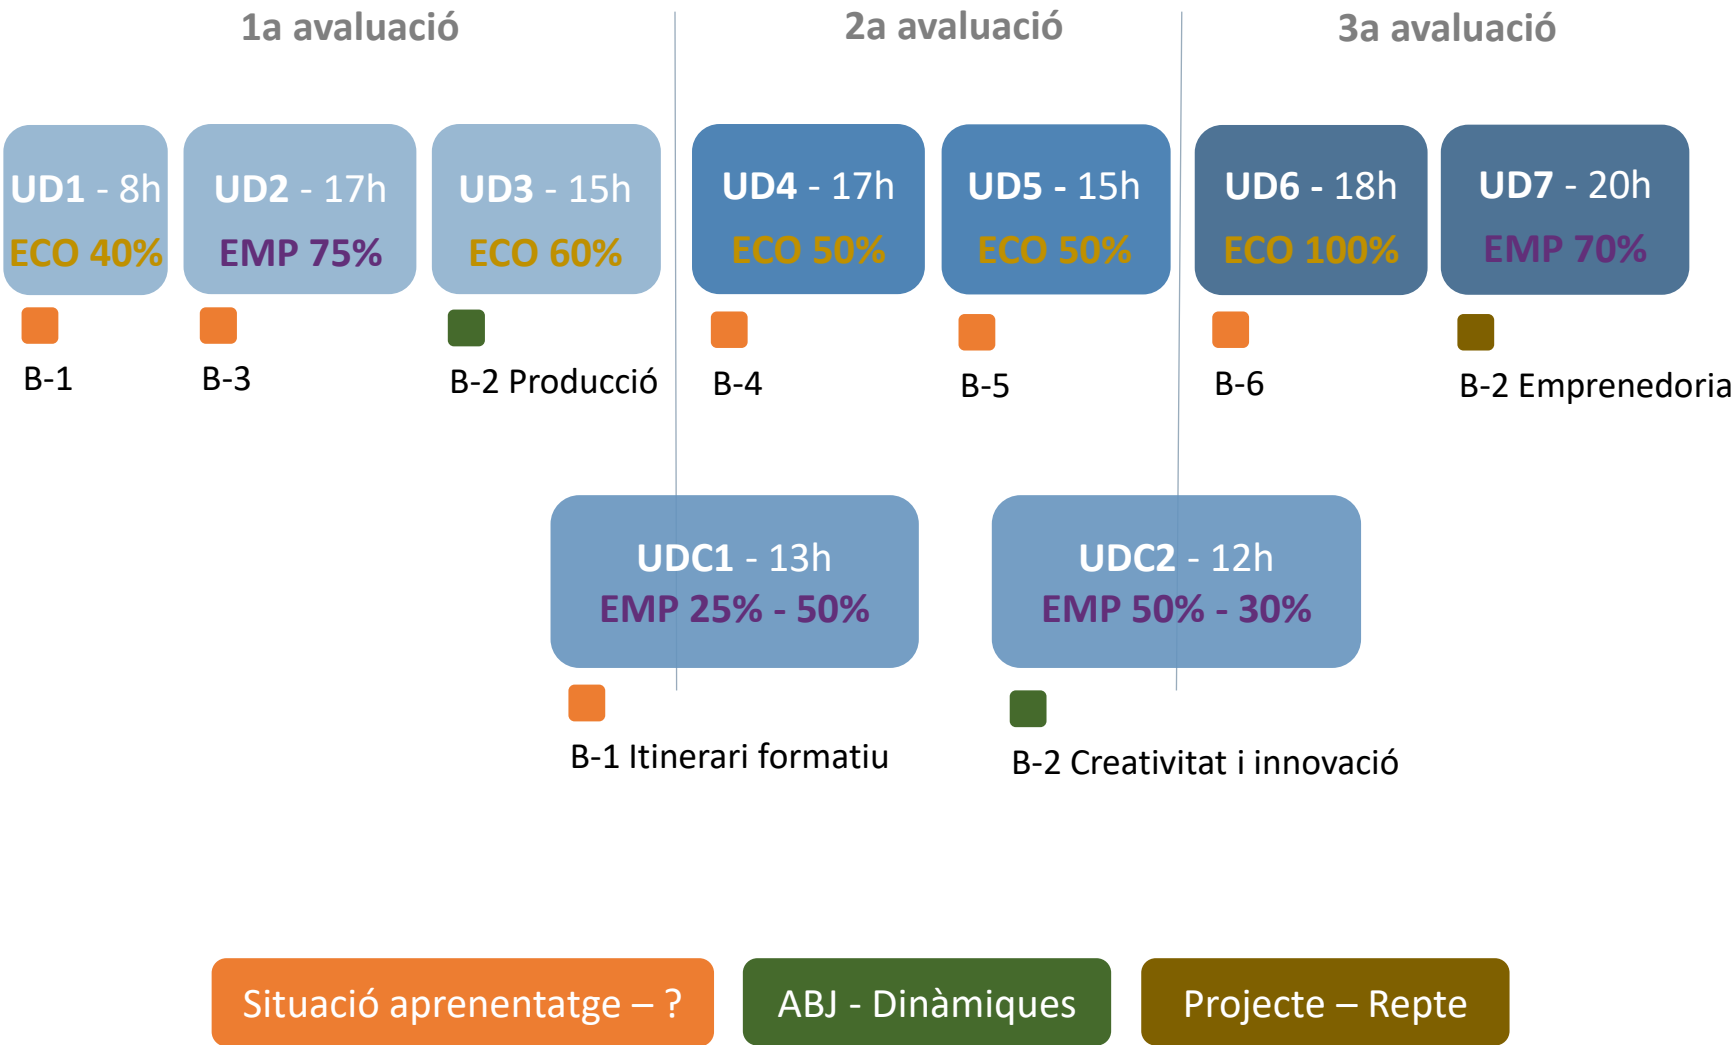 1a avaluació
2a avaluació
3a avaluació
UD1 - 8h
ECO 40%
UD2 - 17h
EMP 75%
UD3 - 15h
ECO 60%
UD4 - 17h
ECO 50%
UD5 - 15h
ECO 50%
UD6 - 18h
ECO 100%
UD7 - 20h
EMP 70%
B-1
B-3
B-2 Producció
B-4
B-5
B-6
B-2 Emprenedoria
UDC1 - 13h
EMP 25% - 50%
UDC2 - 12h
EMP 50% - 30%
B-1 Itinerari formatiu
B-2 Creativitat i innovació
Situació aprenentatge – ?
ABJ - Dinàmiques
Projecte – Repte